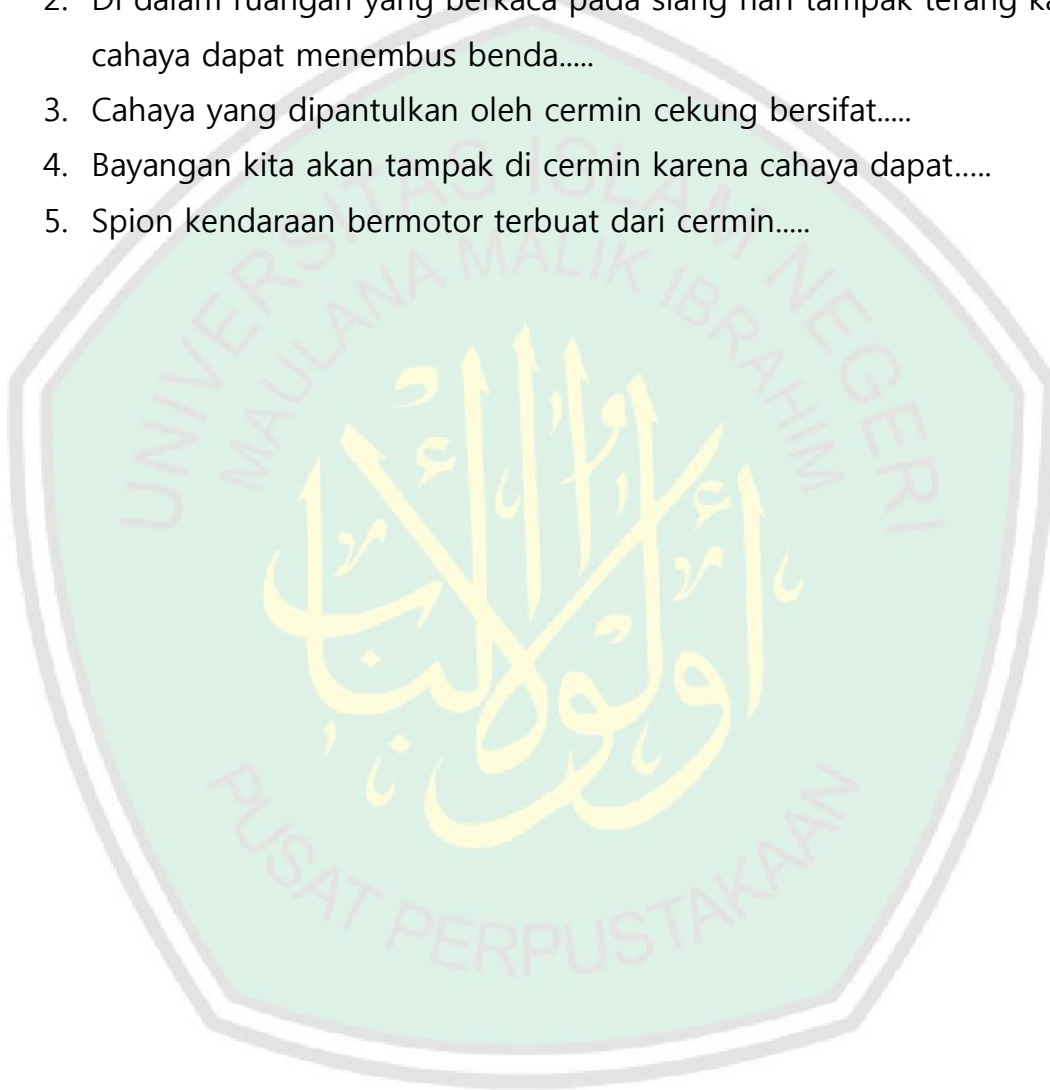 2. Di dalam ruangan yang berkaca pada siang hari tampak terang
cahaya dapat menembus benda.....
3. Cahaya yang dipantulkan oleh cermin cekung bersifat.....
4. Bayangan kita akan tampak di cermin karena cahaya dapat.....
5. Spion kendaraan bermotor terbuat dari cermin.....
UNIVERSITAS ISLAM NEGERI
MAULANA MALIK IBRAHIM
أولو الألباب
PUSAT PERPUSTAKAAN